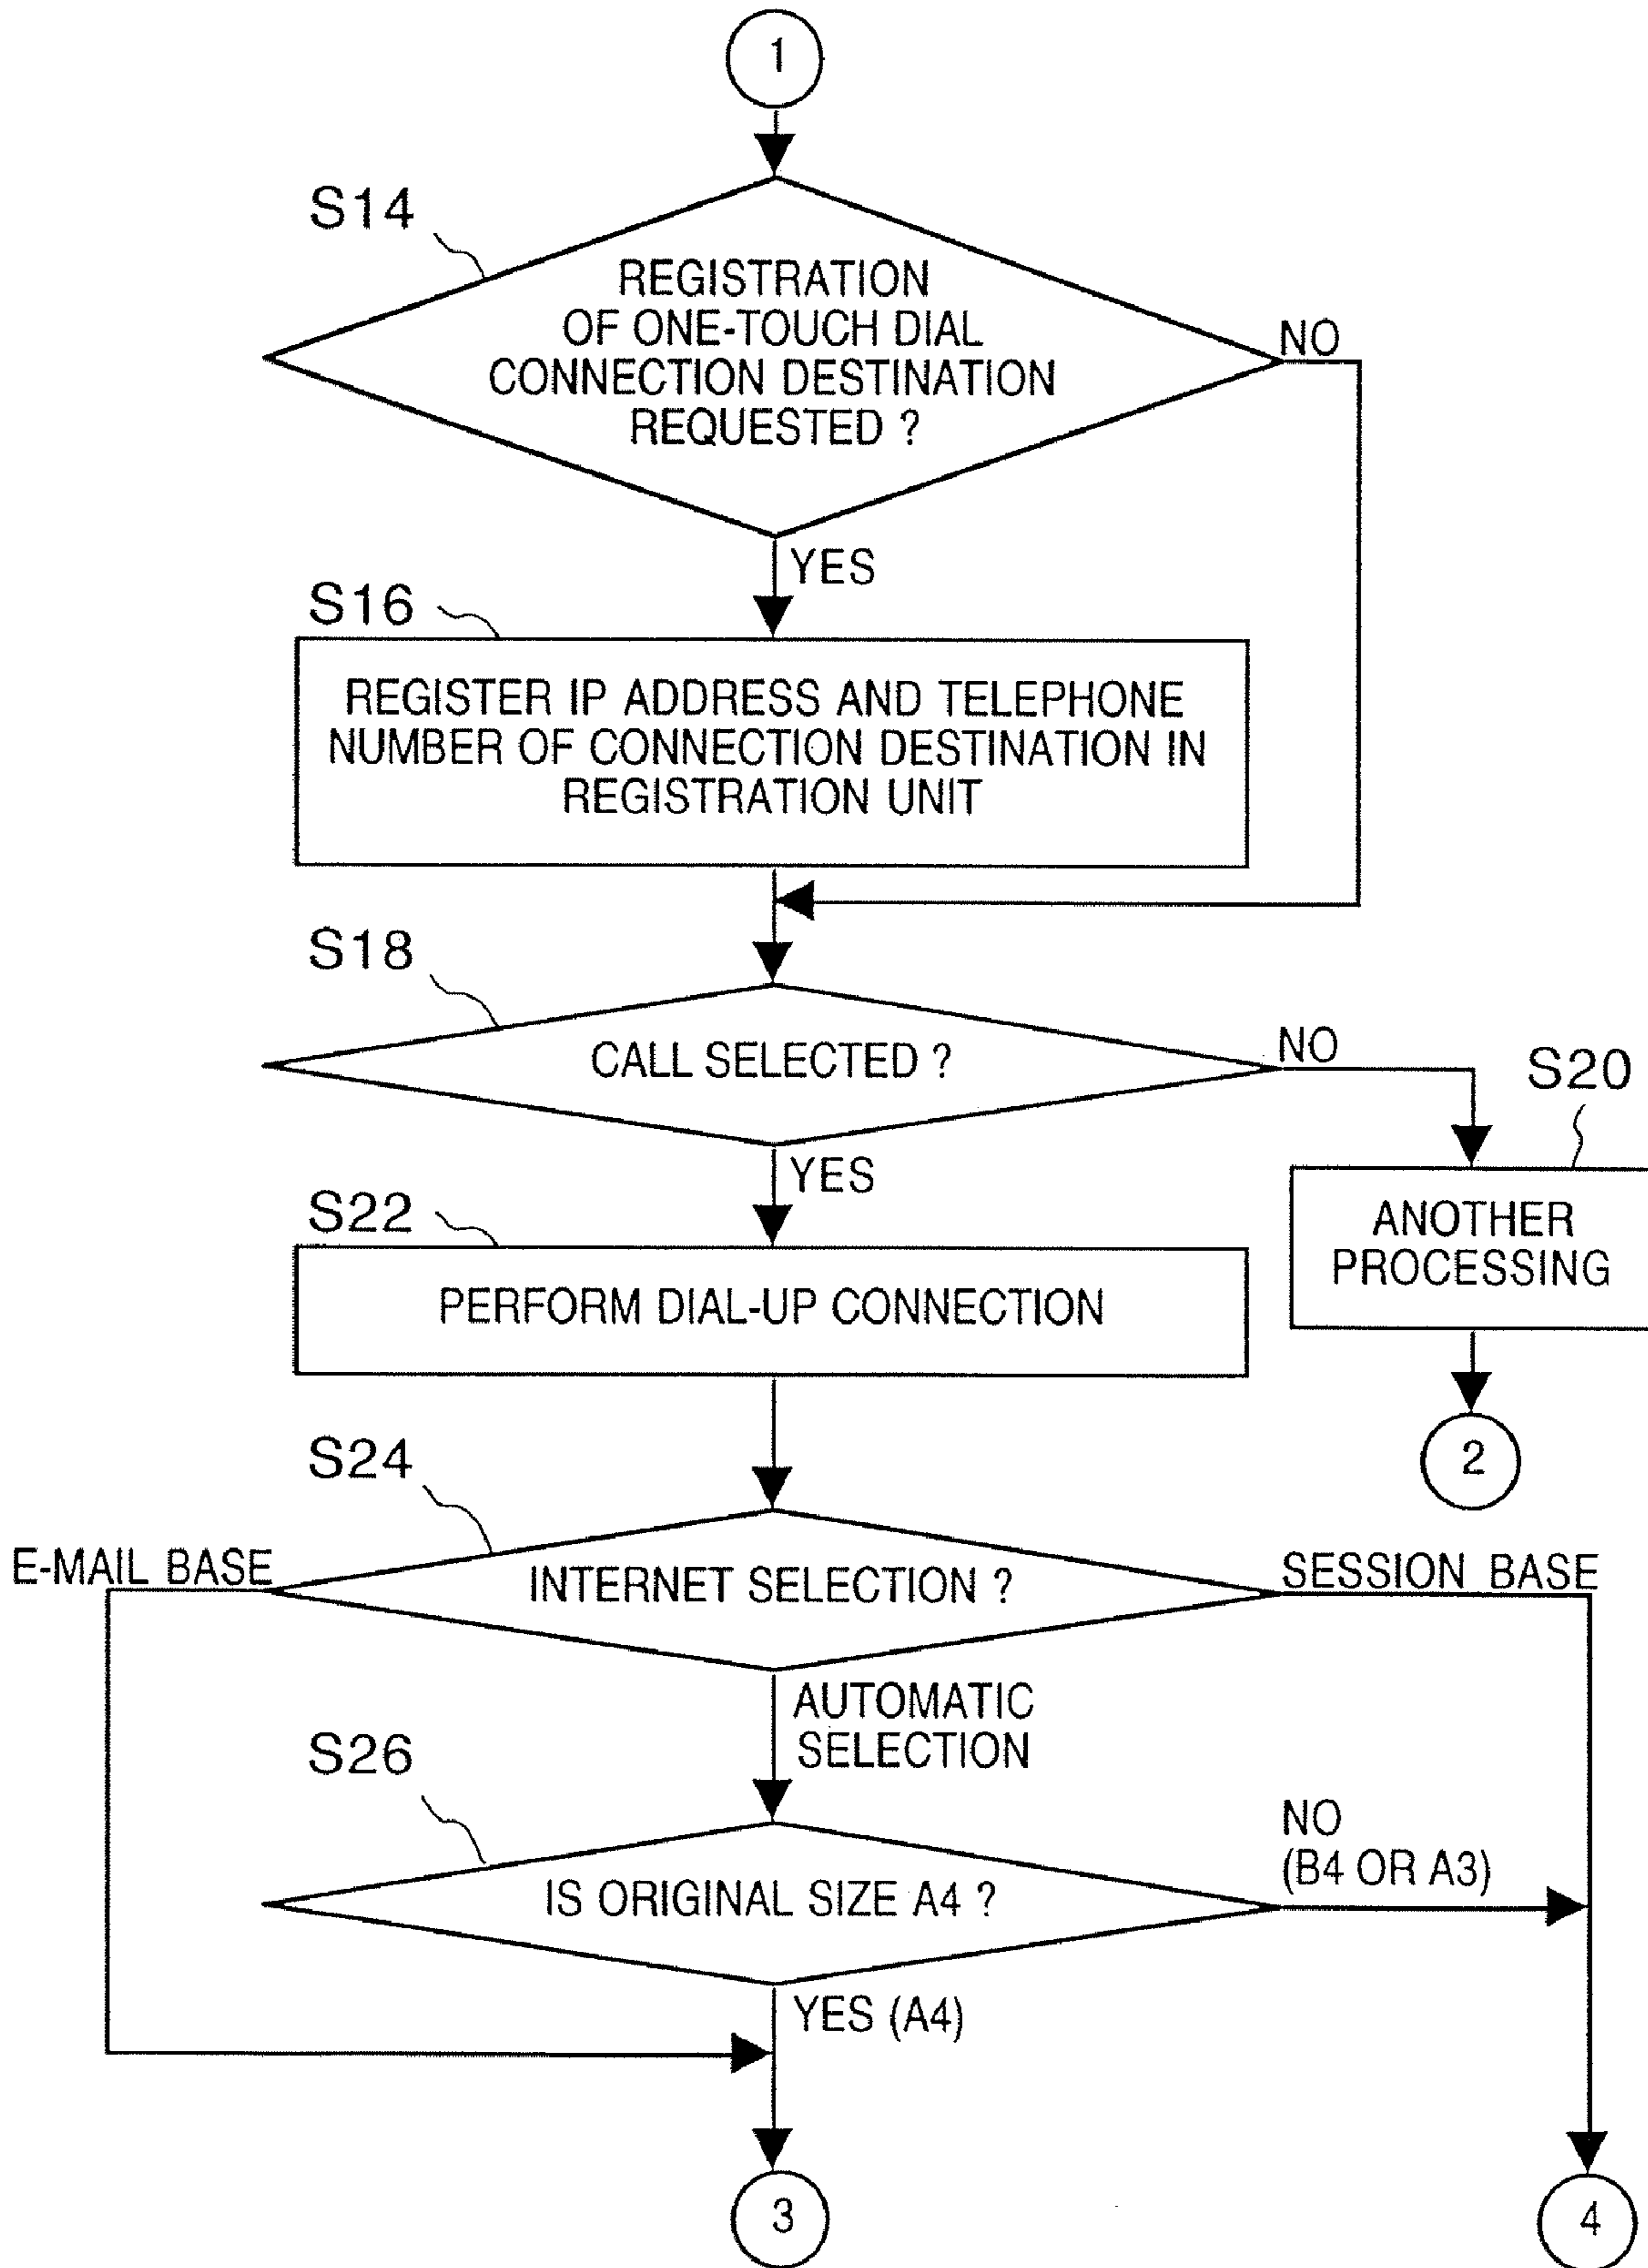 1
S14
REGISTRATION
OF ONE-TOUCH DIAL
CONNECTION DESTINATION
REQUESTED ?
NO
YES
S16
REGISTER IP ADDRESS AND TELEPHONE
NUMBER OF CONNECTION DESTINATION IN
REGISTRATION UNIT
S18
CALL SELECTED ?
NO
S20
YES
ANOTHER
PROCESSING
S22
PERFORM DIAL-UP CONNECTION
2
S24
E-MAIL BASE
INTERNET SELECTION ?
SESSION BASE
AUTOMATIC
SELECTION
S26
IS ORIGINAL SIZE A4 ?
NO
(B4 OR A3)
YES (A4)
3
4